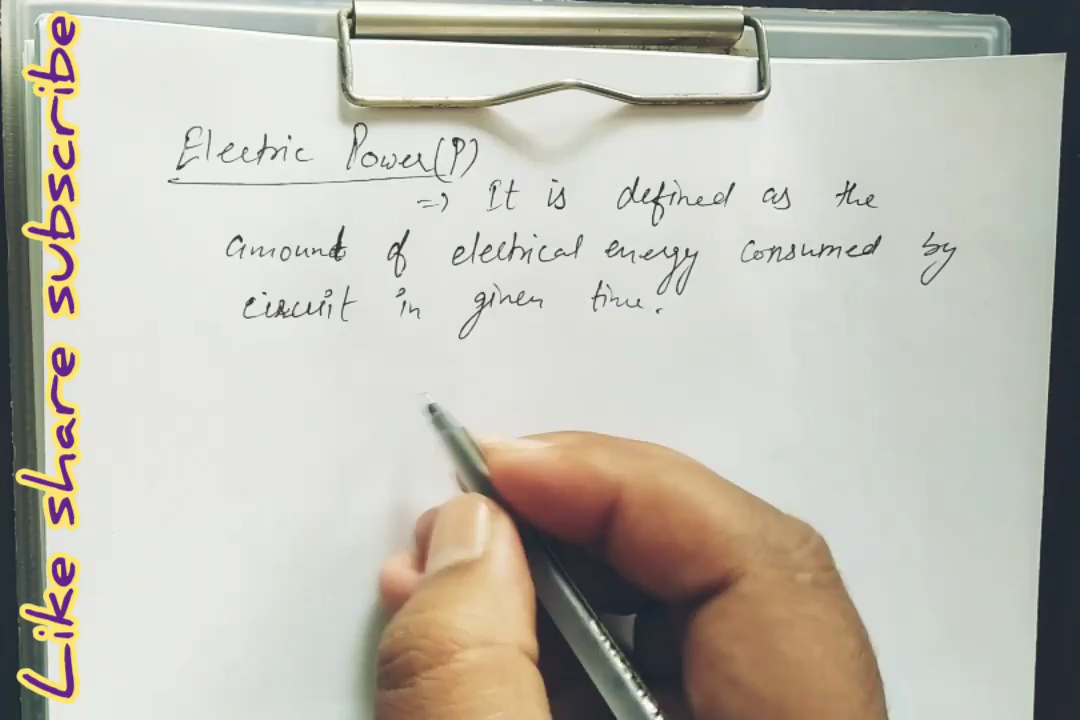 Electric Power(P)
=> It is defined as the
amount of electrical energy consumed by
circuit in given time.
Like share subscribe